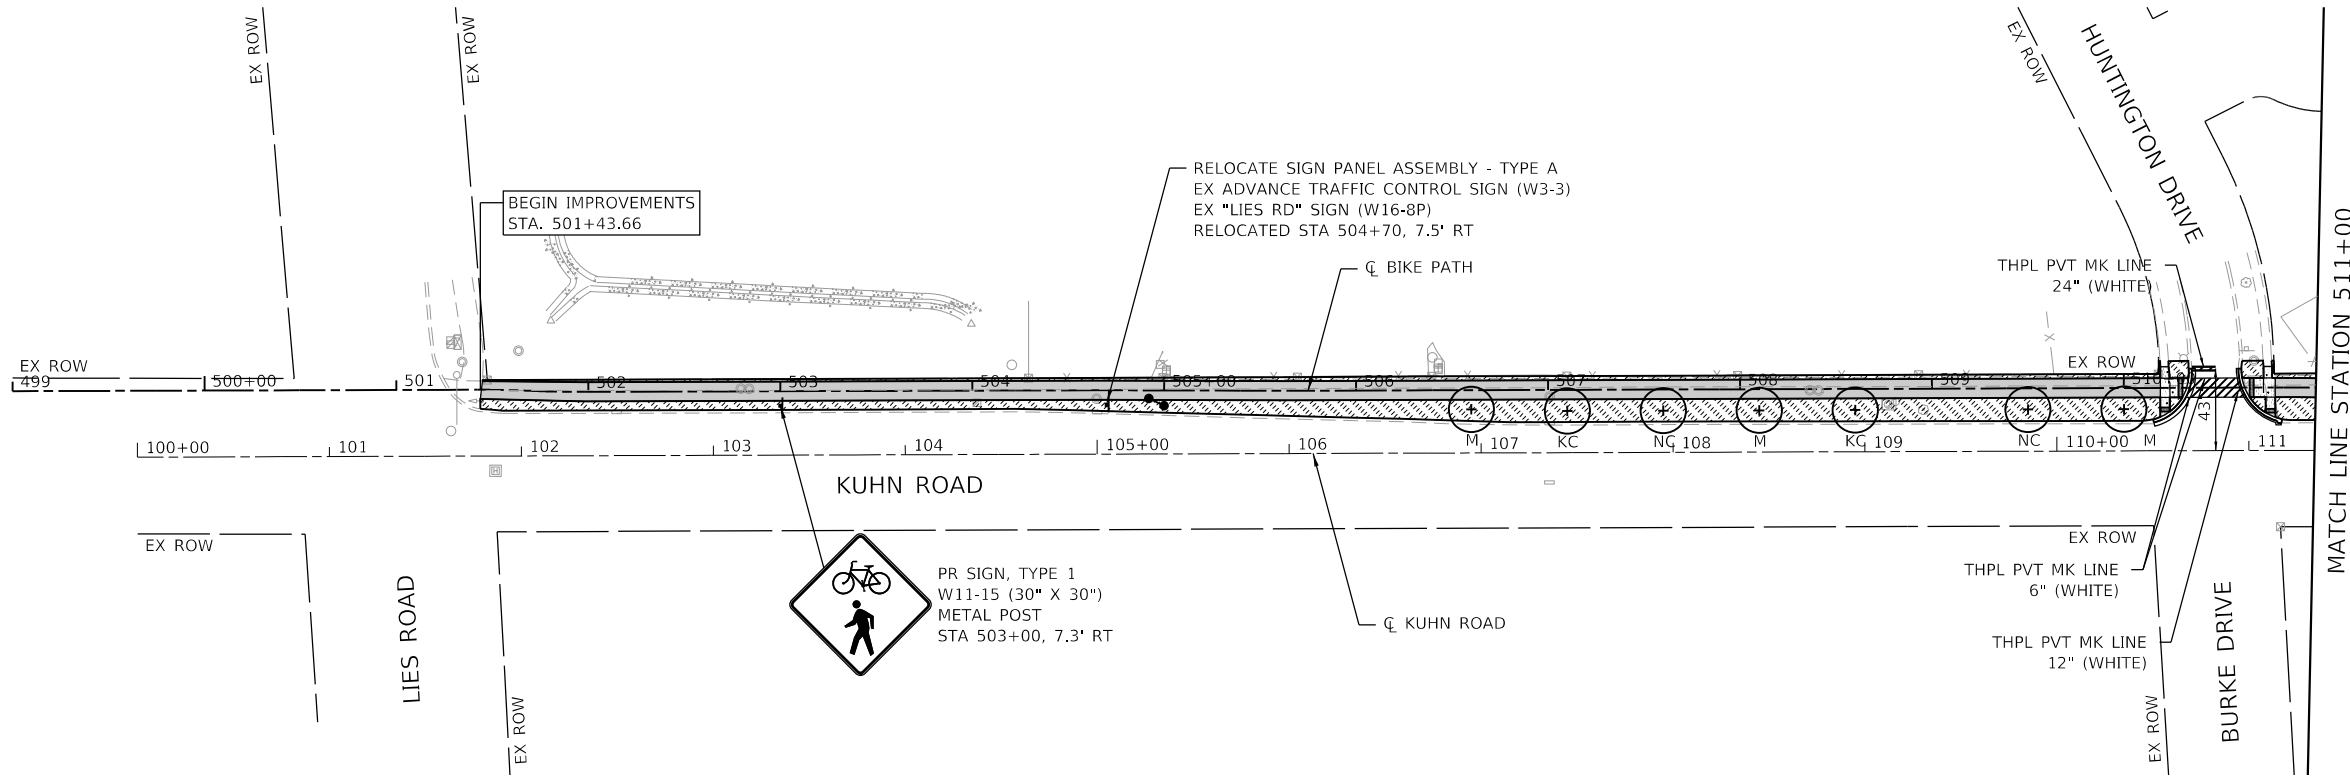 EX ROW
EX ROW
EX ROW
HUNTINGTON DRIVE
BEGIN IMPROVEMENTS
STA. 501+43.66
RELOCATE SIGN PANEL ASSEMBLY - TYPE A
EX ADVANCE TRAFFIC CONTROL SIGN (W3-3)
EX "LIES RD" SIGN (W16-8P)
RELOCATED STA 504+70, 7.5' RT
℄ BIKE PATH
THPL PVT MK LINE
24" (WHITE)
MATCH LINE STATION 511+00
EX ROW
EX ROW
499
500+00
501
502
503
504
505+00
506
507
508
509
510
43'
M
KC
NC
M
KC
NC
M
100+00
101
102
103
104
105+00
106
107
108
109
110+00
111
KUHN ROAD
EX ROW
EX ROW
PR SIGN, TYPE 1
W11-15 (30" X 30")
METAL POST
STA 503+00, 7.3' RT
℄ KUHN ROAD
THPL PVT MK LINE
6" (WHITE)
THPL PVT MK LINE
12" (WHITE)
LIES ROAD
EX ROW
EX ROW
BURKE DRIVE